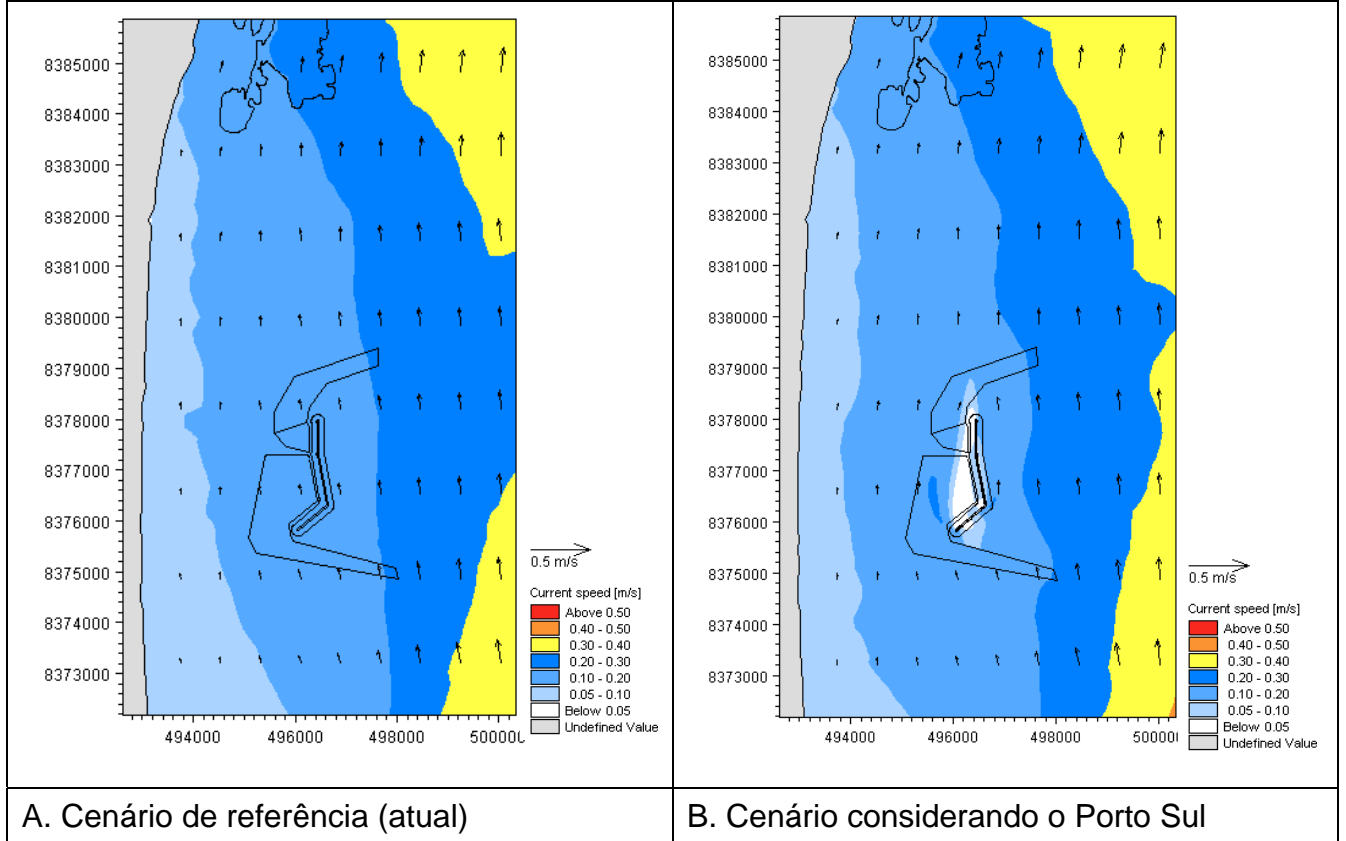 8385000
8384000
8383000
8382000
8381000
8380000
8379000
8378000
8377000
8376000
8375000
8374000
8373000
494000 496000 498000 500000
0.5 m/s
Current speed [m/s]
Above 0.50
0.40 - 0.50
0.30 - 0.40
0.20 - 0.30
0.10 - 0.20
0.05 - 0.10
Below 0.05
Undefined Value
A. Cenário de referência (atual)
8385000
8384000
8383000
8382000
8381000
8380000
8379000
8378000
8377000
8376000
8375000
8374000
8373000
494000 496000 498000 50000
0.5 m/s
Current speed [m/s]
Above 0.50
0.40 - 0.50
0.30 - 0.40
0.20 - 0.30
0.10 - 0.20
0.05 - 0.10
Below 0.05
Undefined Value
B. Cenário considerando o Porto Sul